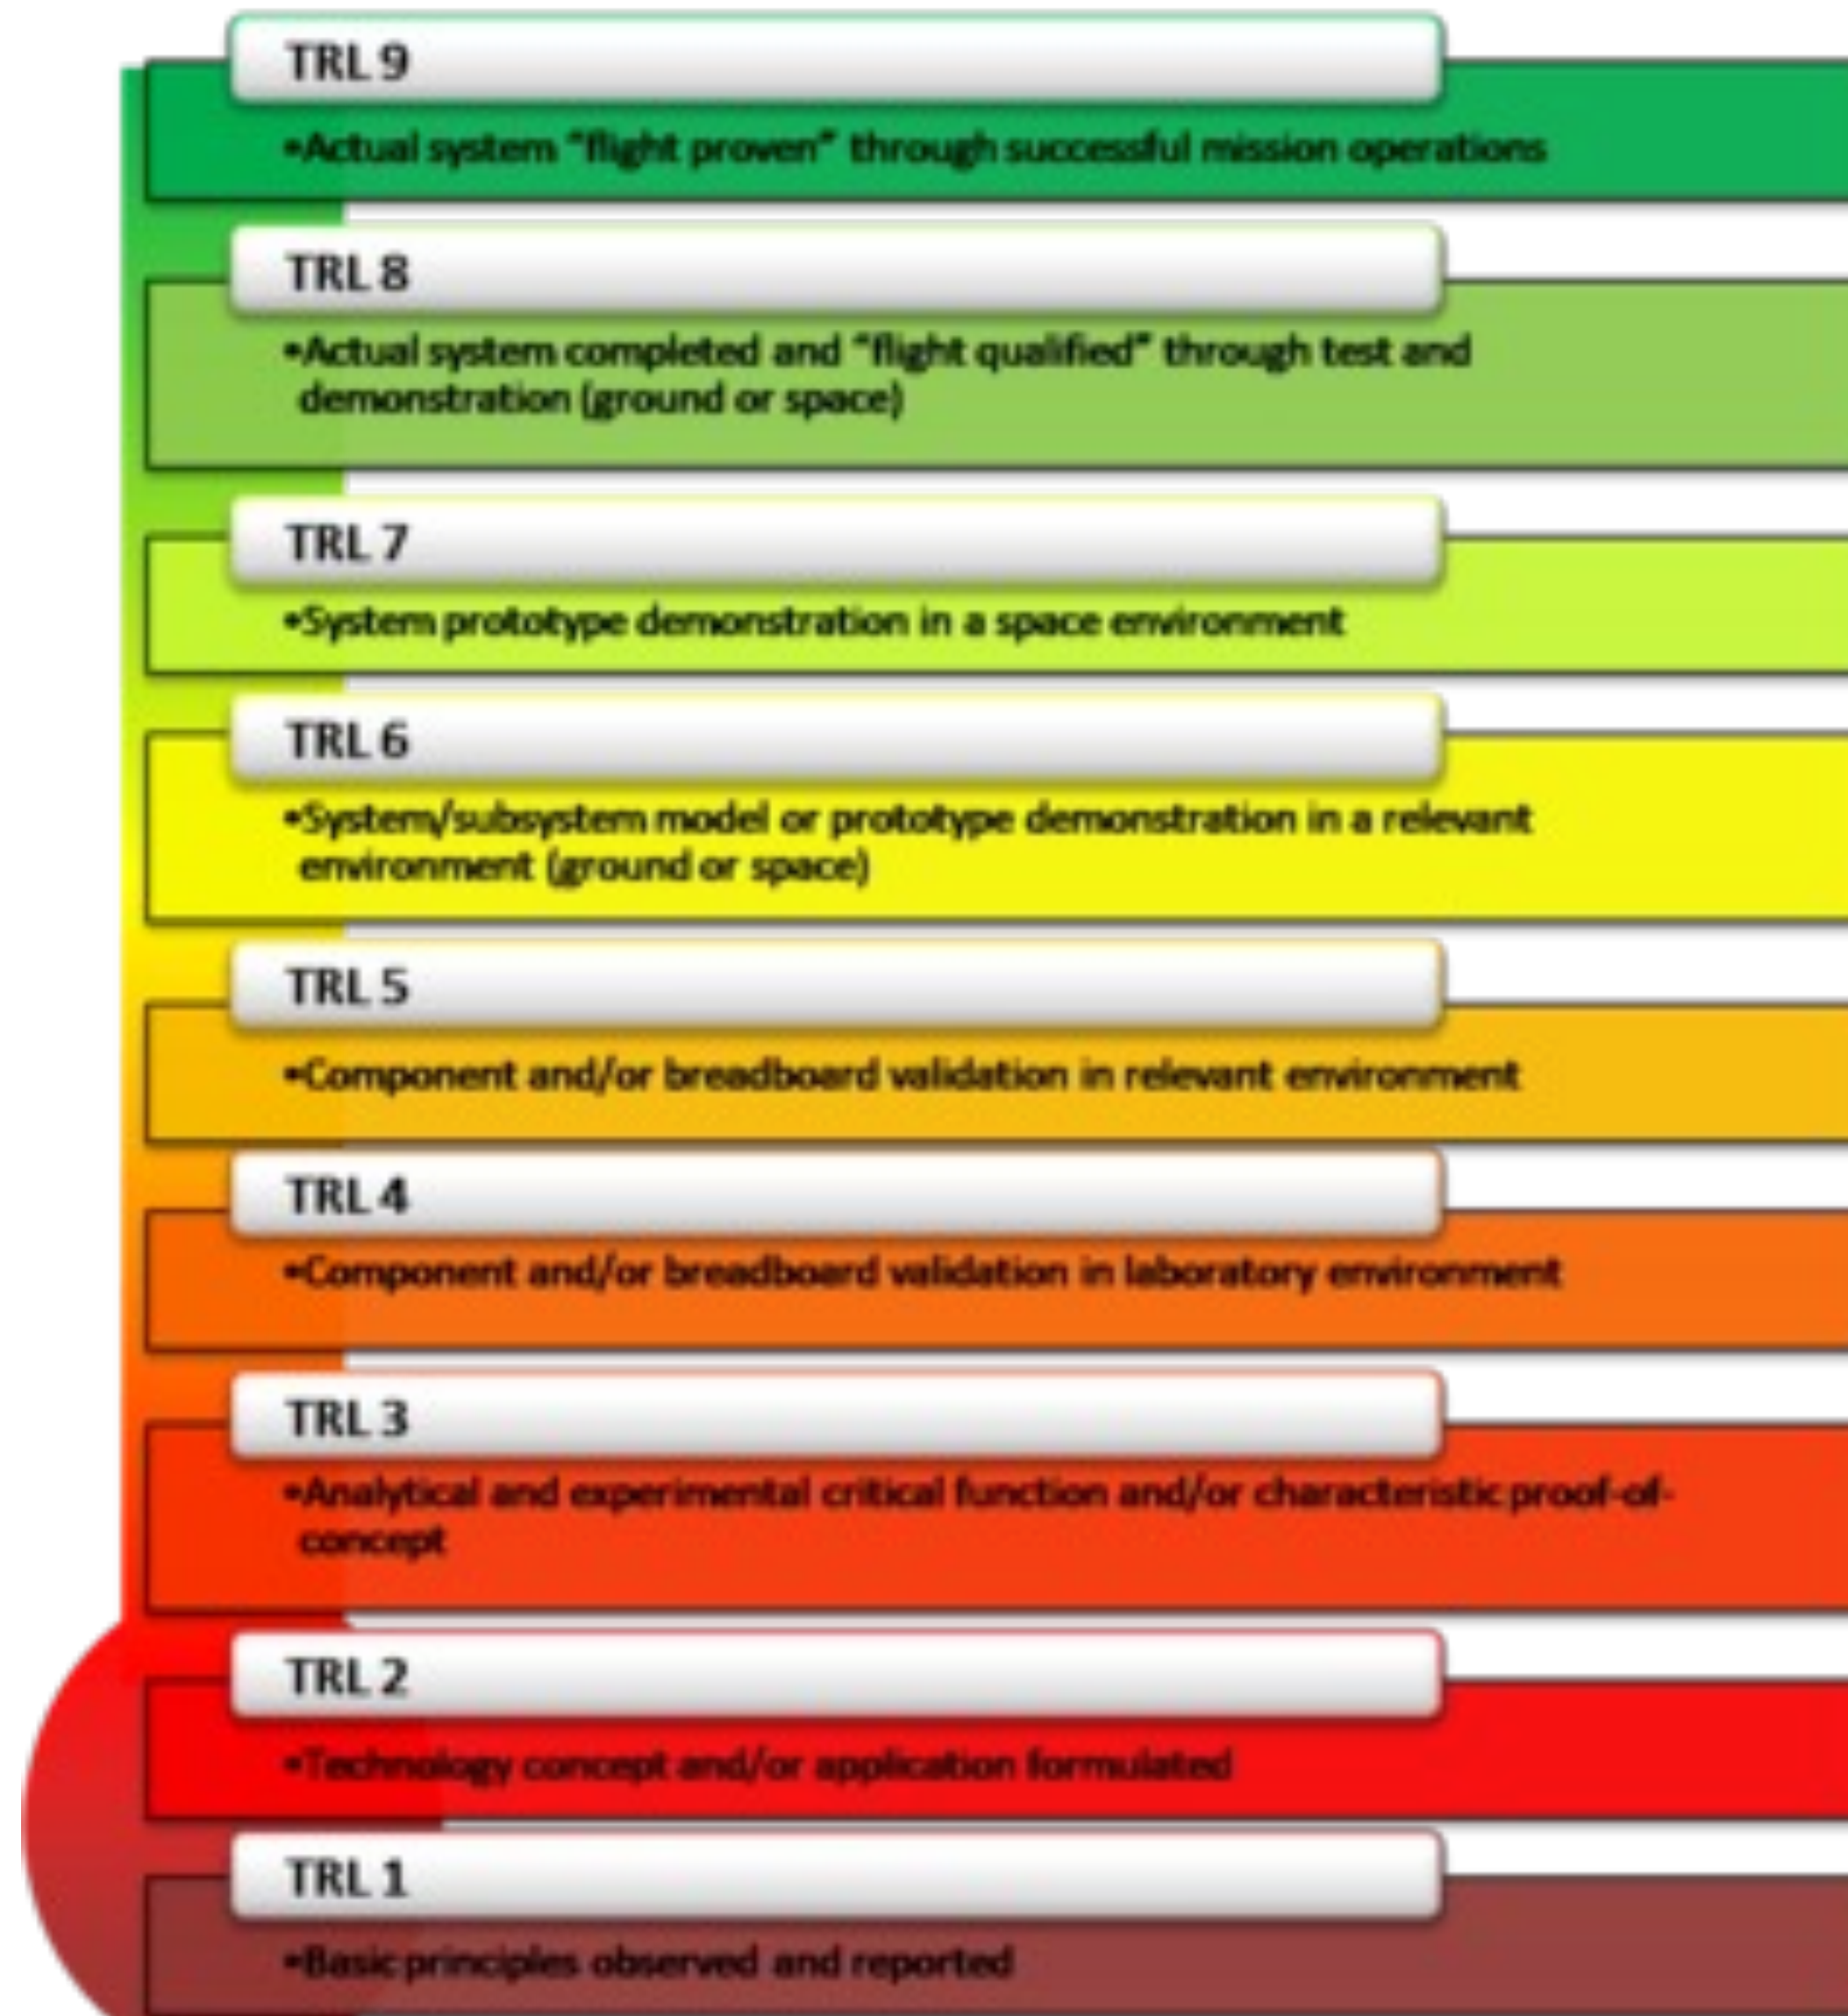 TRL 9
•Actual system “flight proven” through successful mission operations
TRL 8
•Actual system completed and “flight qualified” through test and
demonstration (ground or space)
TRL 7
•System prototype demonstration in a space environment
TRL 6
•System/subsystem model or prototype demonstration in a relevant
environment (ground or space)
TRL 5
•Component and/or breadboard validation in relevant environment
TRL 4
•Component and/or breadboard validation in laboratory environment
TRL 3
•Analytical and experimental critical function and/or characteristic proof-of-
concept
TRL 2
•Technology concept and/or application formulated
TRL 1
•Basic principles observed and reported